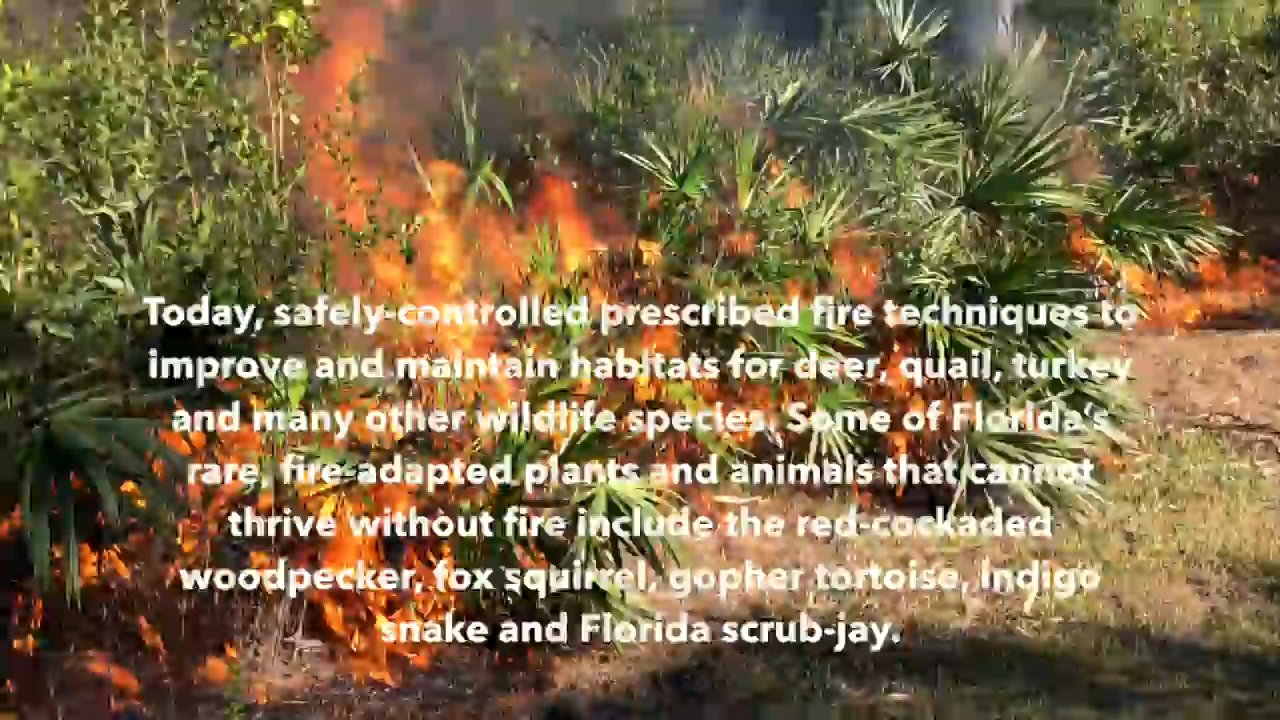 Today, safely-controlled prescribed fire techniques to
improve and maintain habitats for deer, quail, turkey
and many other wildlife species. Some of Florida's
rare, fire-adapted plants and animals that cannot
thrive without fire include the red-cockaded
woodpecker, fox squirrel, gopher tortoise, indigo
snake and Florida scrub-jay.